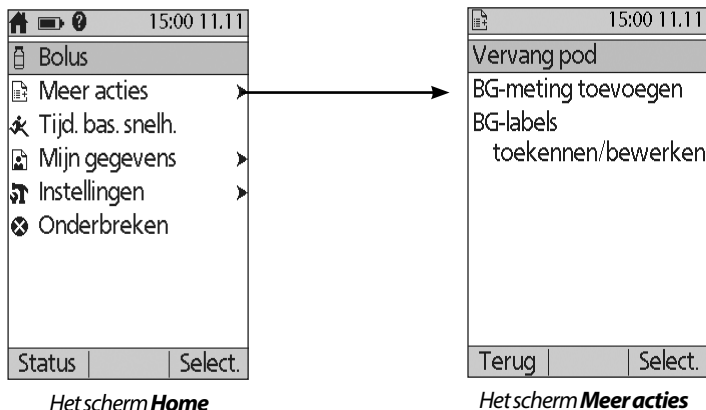 15:00 11.11
Bolus
Meer acties
Tijd. bas. snelh.
Mijn gegevens
Instellingen
Onderbreken
Status Select.
Het scherm Home
15:00 11.11
Vervang pod
BG-meting toevoegen
BG-labels
toekennen/bewerken
Terug Select.
Het scherm Meer acties